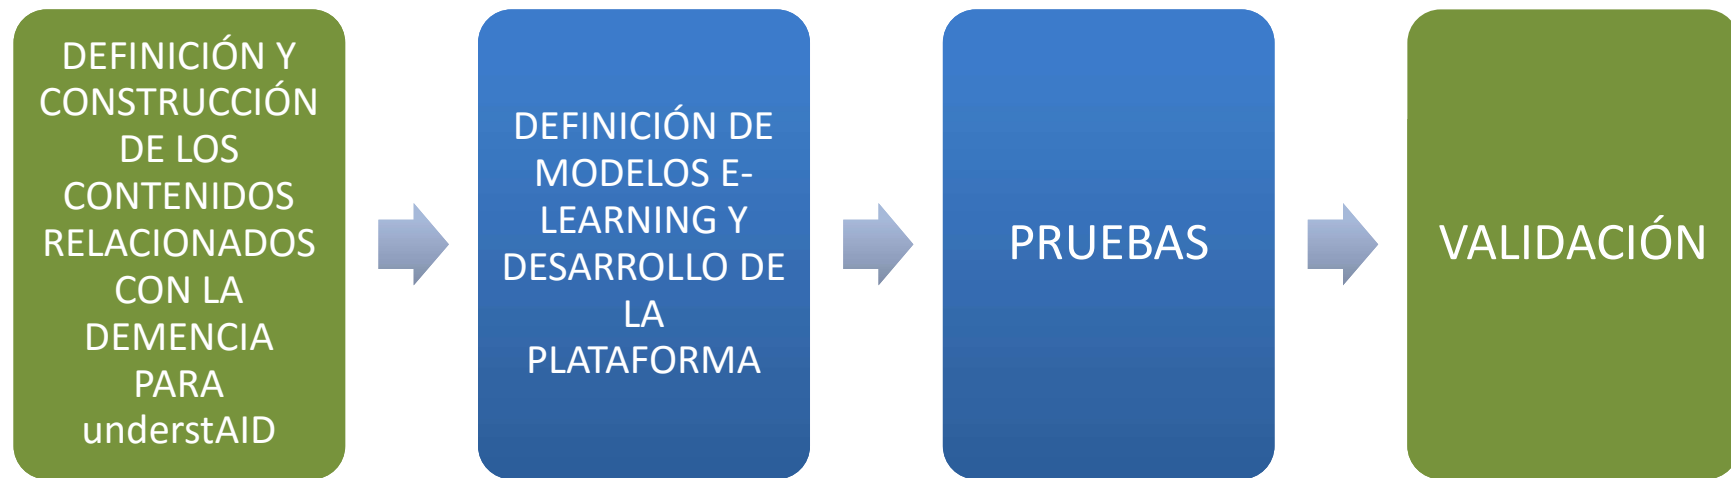 DEFINICIÓN Y
CONSTRUCCIÓN
DE LOS
CONTENIDOS
RELACIONADOS
CON LA
DEMENCIA
PARA
understAID
DEFINICIÓN DE
MODELOS E-
LEARNING Y
DESARROLLO DE
LA
PLATAFORMA
PRUEBAS
VALIDACIÓN